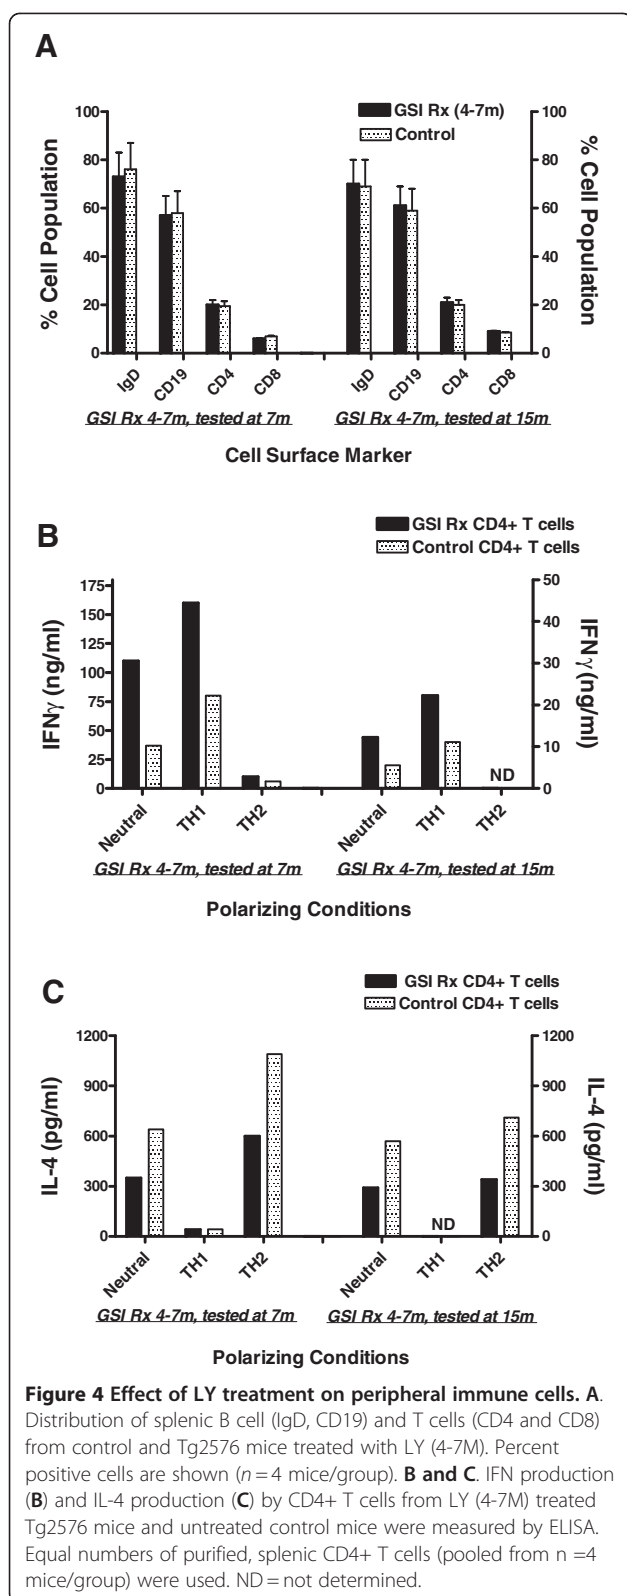 A
GSI Rx (4-7m)
Control
100
80
60
40
20
0
% Cell Population
100
80
60
40
20
0
% Cell Population
IgD
CD19
CD4
CD8
IgD
CD19
CD4
CD8
GSI Rx 4-7m, tested at 7m
GSI Rx 4-7m, tested at 15m
Cell Surface Marker
B
GSI Rx CD4+ T cells
Control CD4+ T cells
175
150
125
100
75
50
25
0
IFNγ (ng/ml)
50
40
30
20
10
0
IFNγ (ng/ml)
ND
Neutral
TH1
TH2
Neutral
TH1
TH2
GSI Rx 4-7m, tested at 7m
GSI Rx 4-7m, tested at 15m
Polarizing Conditions
C
GSI Rx CD4+ T cells
Control CD4+ T cells
1200
900
600
300
0
IL-4 (pg/ml)
1200
900
600
300
0
IL-4 (pg/ml)
ND
Neutral
TH1
TH2
Neutral
TH1
TH2
GSI Rx 4-7m, tested at 7m
GSI Rx 4-7m, tested at 15m
Polarizing Conditions
Figure 4 Effect of LY treatment on peripheral immune cells. A.
Distribution of splenic B cell (IgD, CD19) and T cells (CD4 and CD8)
from control and Tg2576 mice treated with LY (4-7M). Percent
positive cells are shown (n = 4 mice/group). B and C. IFN production
(B) and IL-4 production (C) by CD4+ T cells from LY (4-7M) treated
Tg2576 mice and untreated control mice were measured by ELISA.
Equal numbers of purified, splenic CD4+ T cells (pooled from n =4
mice/group) were used. ND = not determined.